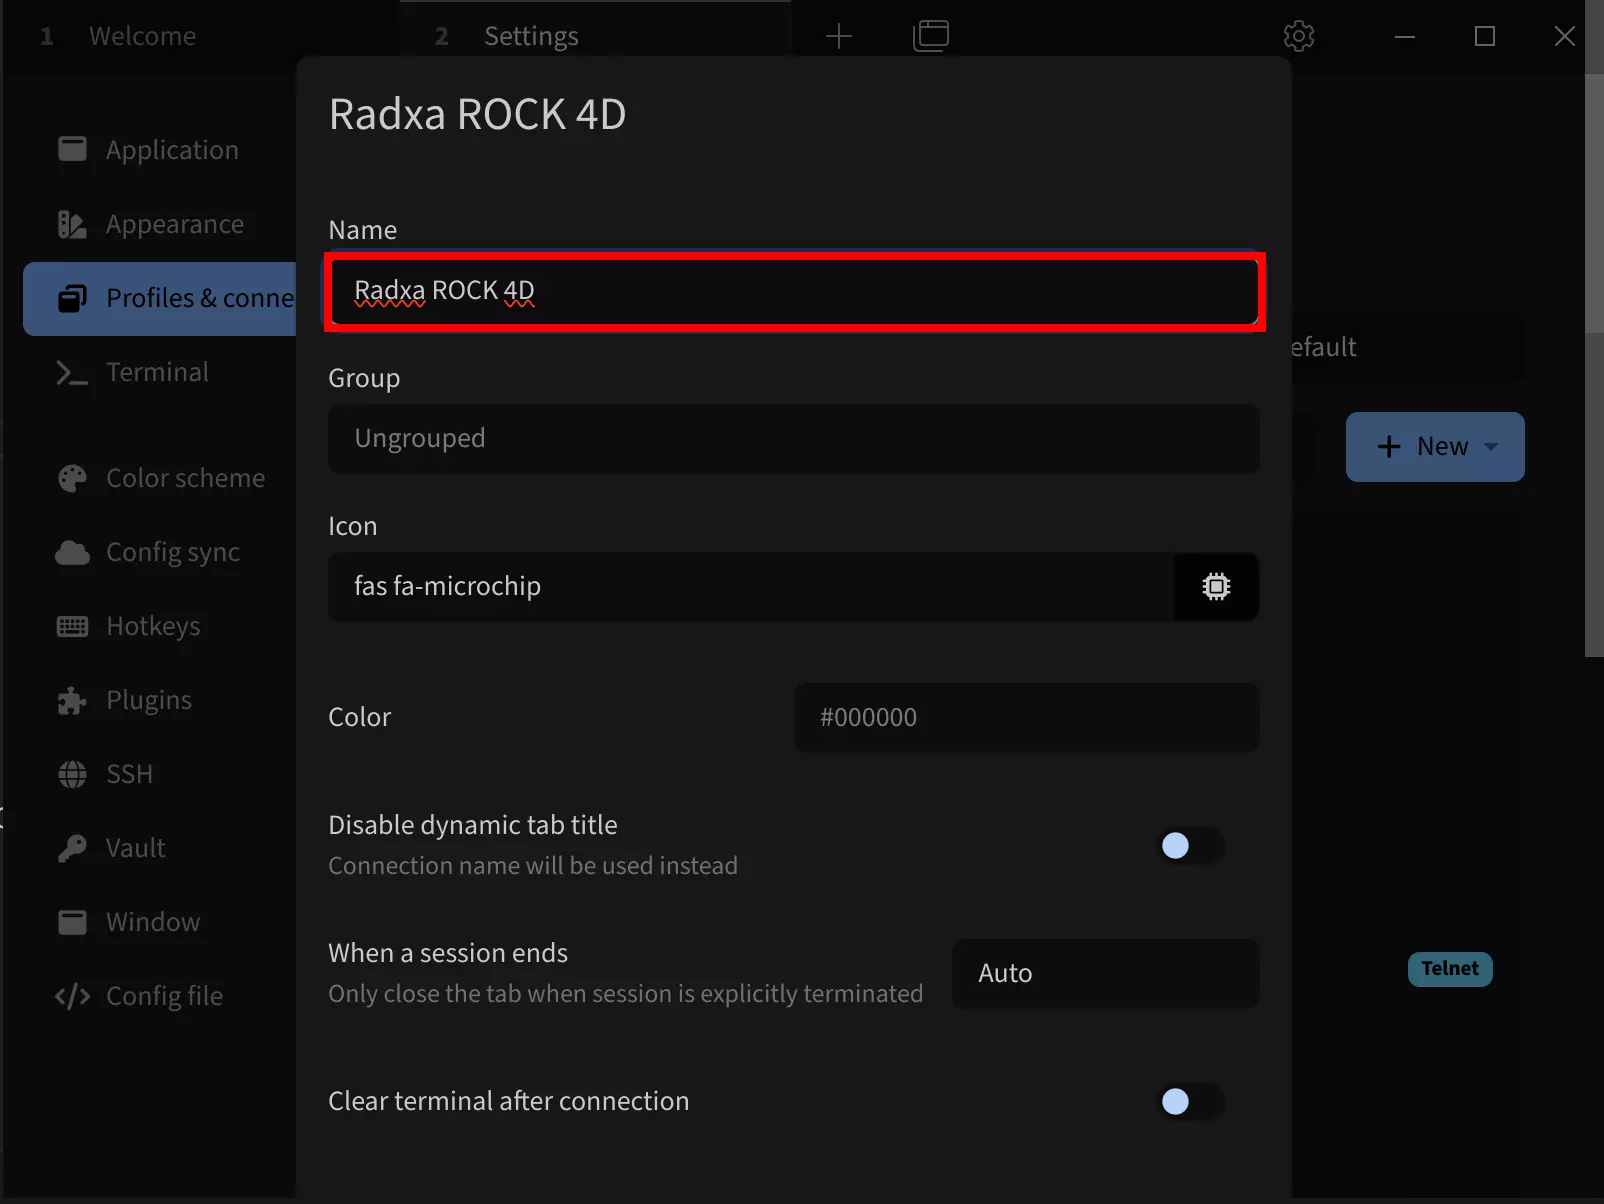 1 Welcome 2 Settings
Radxa ROCK 4D
Application
Appearance
Profiles & conne
Terminal
Color scheme
Config sync
Hotkeys
Plugins
SSH
Vault
Window
Config file
Name
Radxa ROCK 4D
Group
Ungrouped
Icon
fas fa-microchip
Color
#000000
Disable dynamic tab title
Connection name will be used instead
When a session ends
Only close the tab when session is explicitly terminated
Auto
Clear terminal after connection
efault
New
Telnet